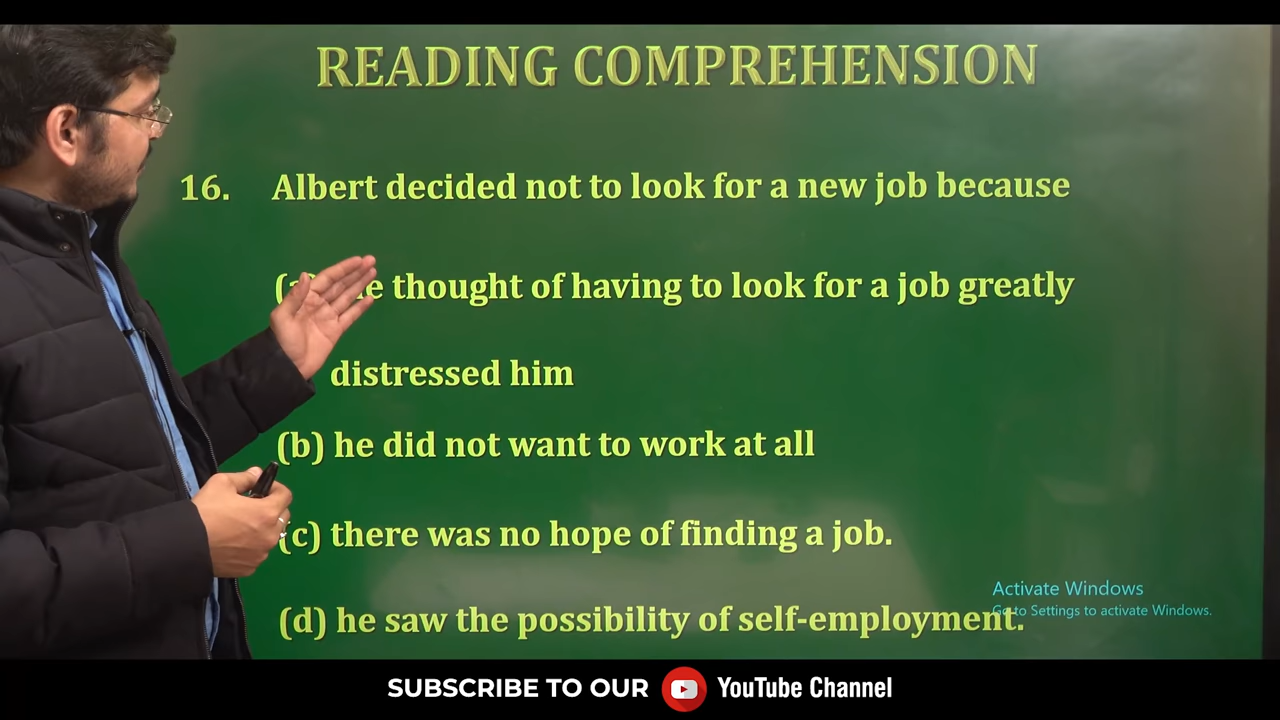 READING COMPREHENSION
16. Albert decided not to look for a new job because
thought of having to look for a job greatly
distressed him
(b) he did not want to work at all
(c) there was no hope of finding a job.
(d) he saw the possibility of self-employment.
Activate Windows
Go to Settings to activate Windows.
SUBSCRIBE TO OUR YouTube Channel